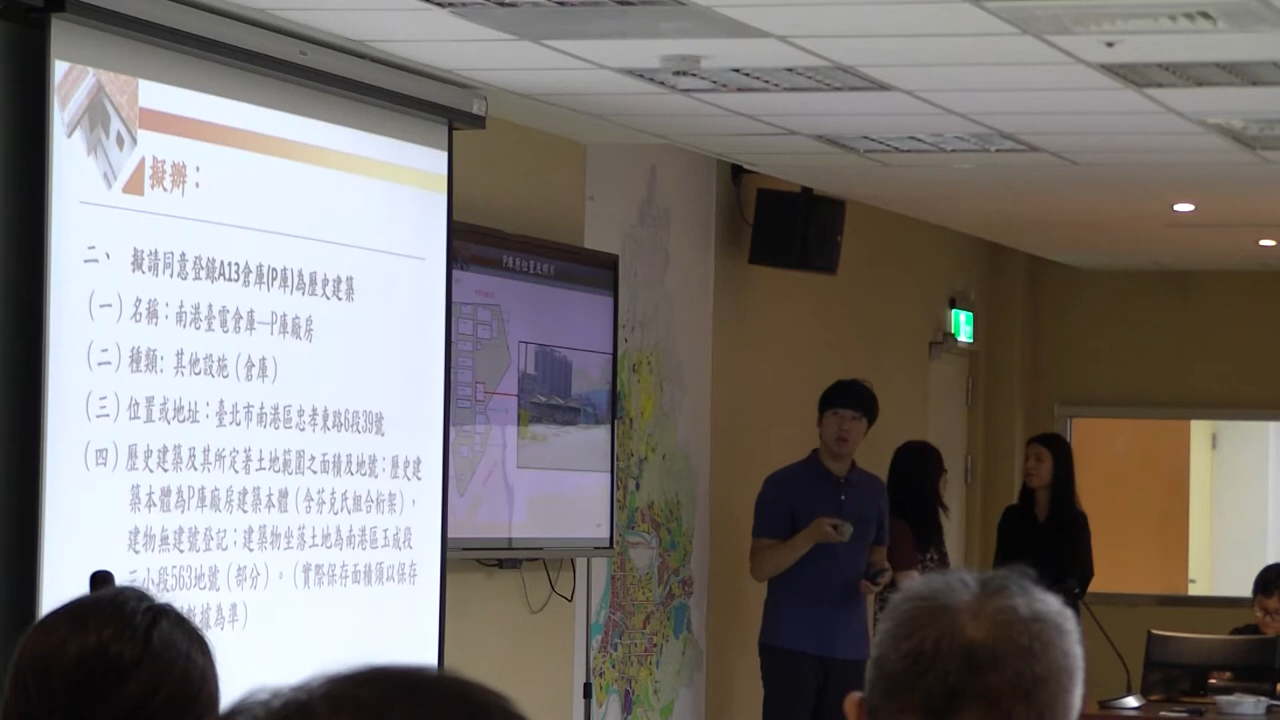 擬辦：
二、 擬請同意登錄A13倉庫(P庫)為歷史建築
(一) 名稱：南港臺電倉庫—P庫廠房
(二) 種類: 其他設施 (倉庫)
(三) 位置或地址：臺北市南港區忠孝東路6段39號
(四) 歷史建築及其所定著土地範圍之面積及地號：歷史建
築本體為P庫廠房建築本體 (含芬克氏組合桁架)，
建物無建號登記；建築物坐落土地為南港區玉成段
三小段563地號 (部分)。(實際保存面積須以保存
數據為準)
P庫原位置及照片